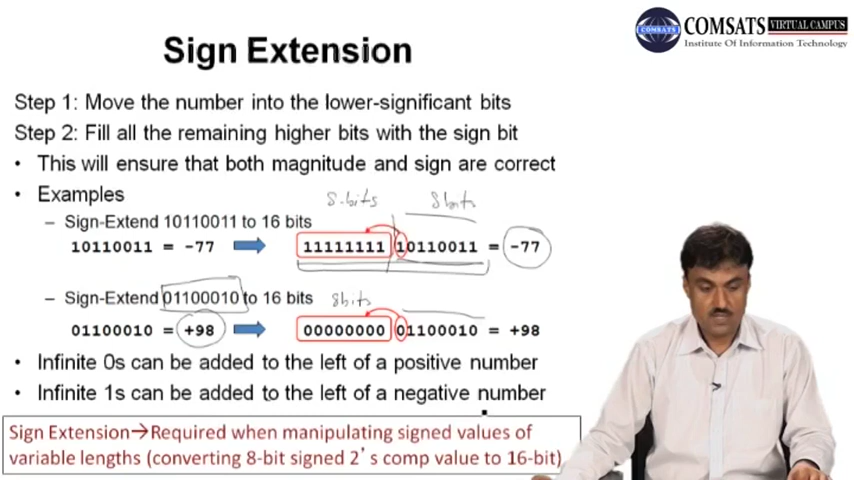 COMSATS VIRTUAL CAMPUS
COMSATS
Institute Of Information Technology
Sign Extension
Step 1: Move the number into the lower-significant bits
Step 2: Fill all the remaining higher bits with the sign bit
• This will ensure that both magnitude and sign are correct
• Examples
8-bits 8bits
– Sign-Extend 10110011 to 16 bits
10110011 = -77 11111111 10110011 = -77
– Sign-Extend 01100010 to 16 bits 8bits
01100010 = +98 00000000 01100010 = +98
• Infinite 0s can be added to the left of a positive number
• Infinite 1s can be added to the left of a negative number
Sign Extension→Required when manipulating signed values of
variable lengths (converting 8-bit signed 2's comp value to 16-bit)